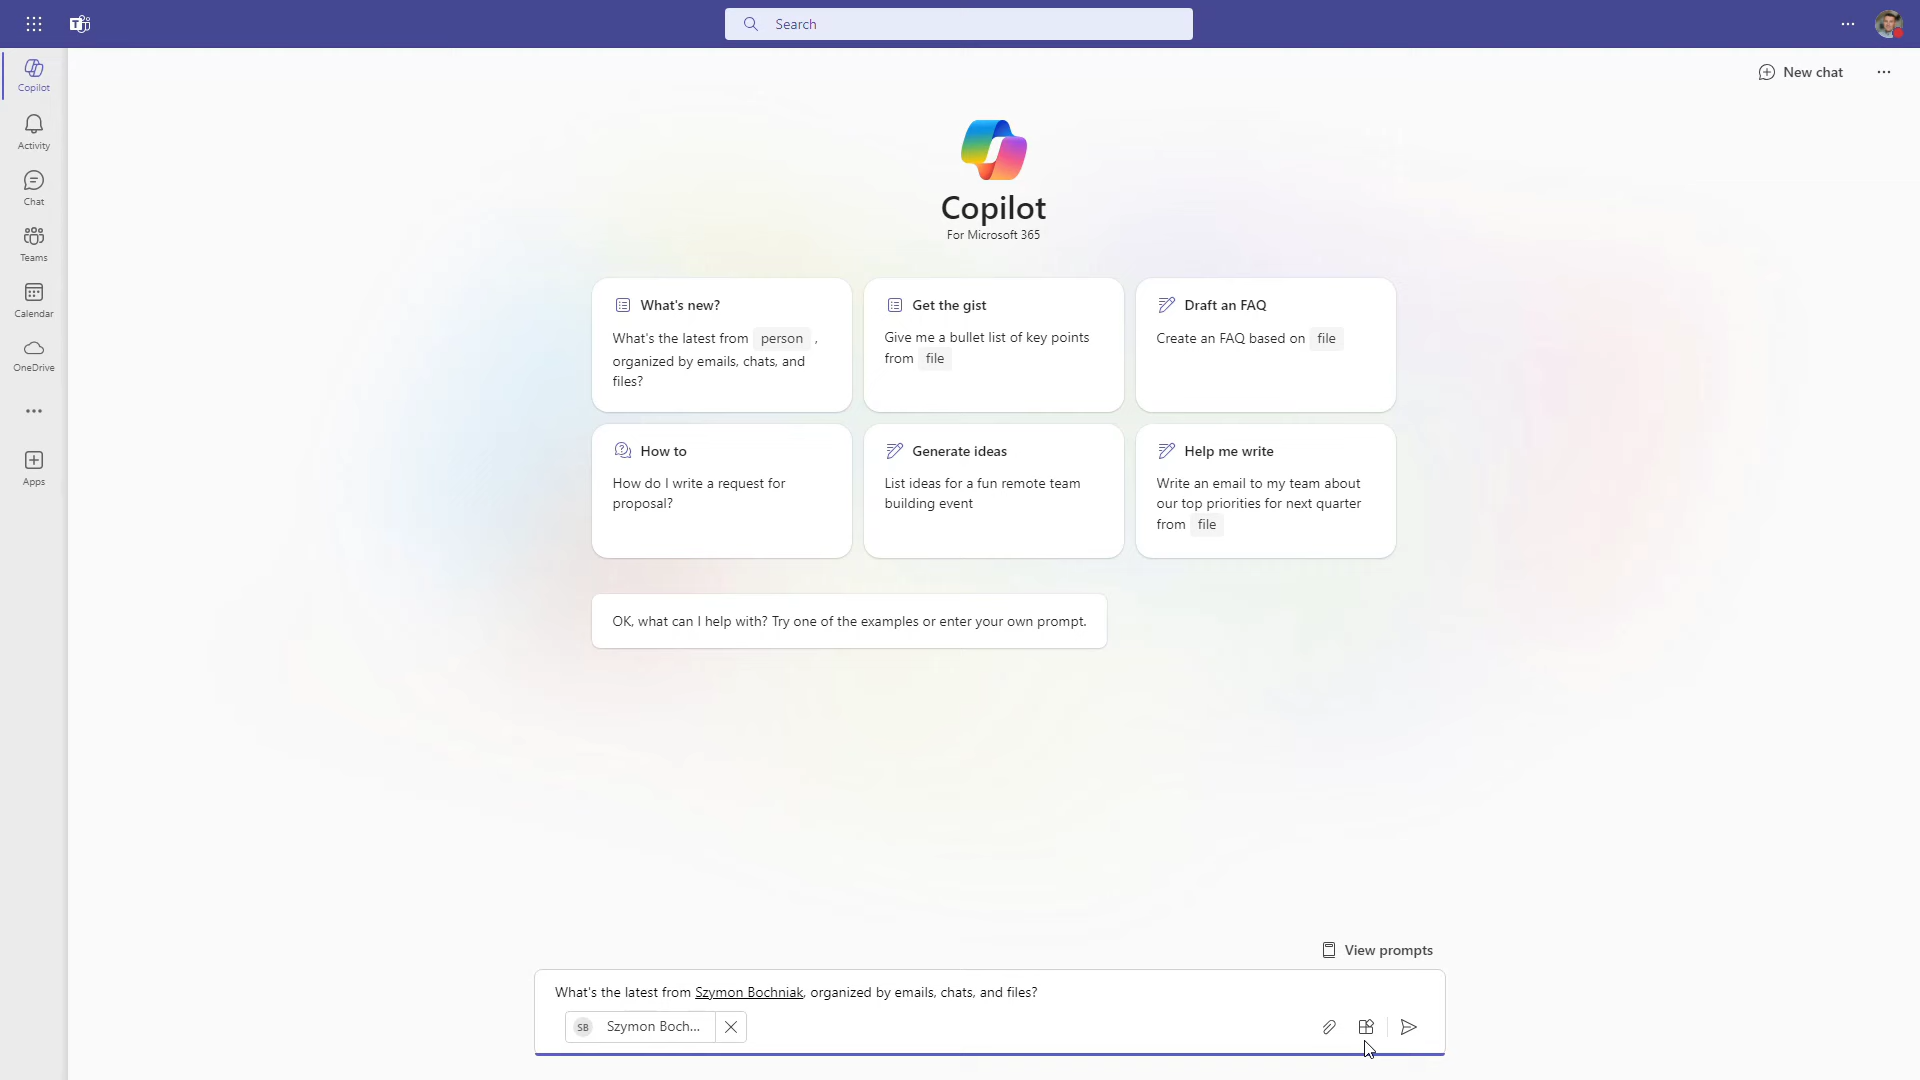 Search
Copilot
Activity
Chat
Teams
Calendar
OneDrive
Apps
New chat
Copilot
For Microsoft 365
What's new?
What's the latest from person ,
organized by emails, chats, and
files?
Get the gist
Give me a bullet list of key points
from file
Draft an FAQ
Create an FAQ based on file
How to
How do I write a request for
proposal?
Generate ideas
List ideas for a fun remote team
building event
Help me write
Write an email to my team about
our top priorities for next quarter
from file
OK, what can I help with? Try one of the examples or enter your own prompt.
View prompts
What's the latest from Szymon Bochniak, organized by emails, chats, and files?
SB Szymon Boch...